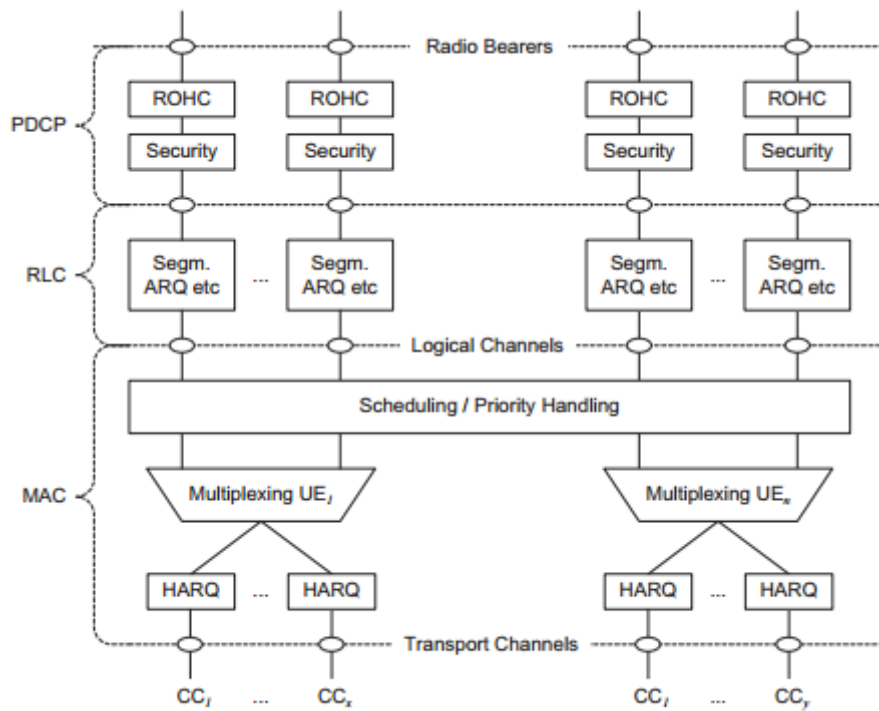 Radio Bearers
ROHC ROHC ROHC ROHC
PDCP
Security Security Security Security
Segm. ARQ etc ... Segm. ARQ etc Segm. ARQ etc ... Segm. ARQ etc
RLC
Logical Channels
Scheduling / Priority Handling
MAC
Multiplexing UE1 Multiplexing UEn
HARQ ... HARQ HARQ ... HARQ
Transport Channels
CC1 ... CCx CC1 ... CCy